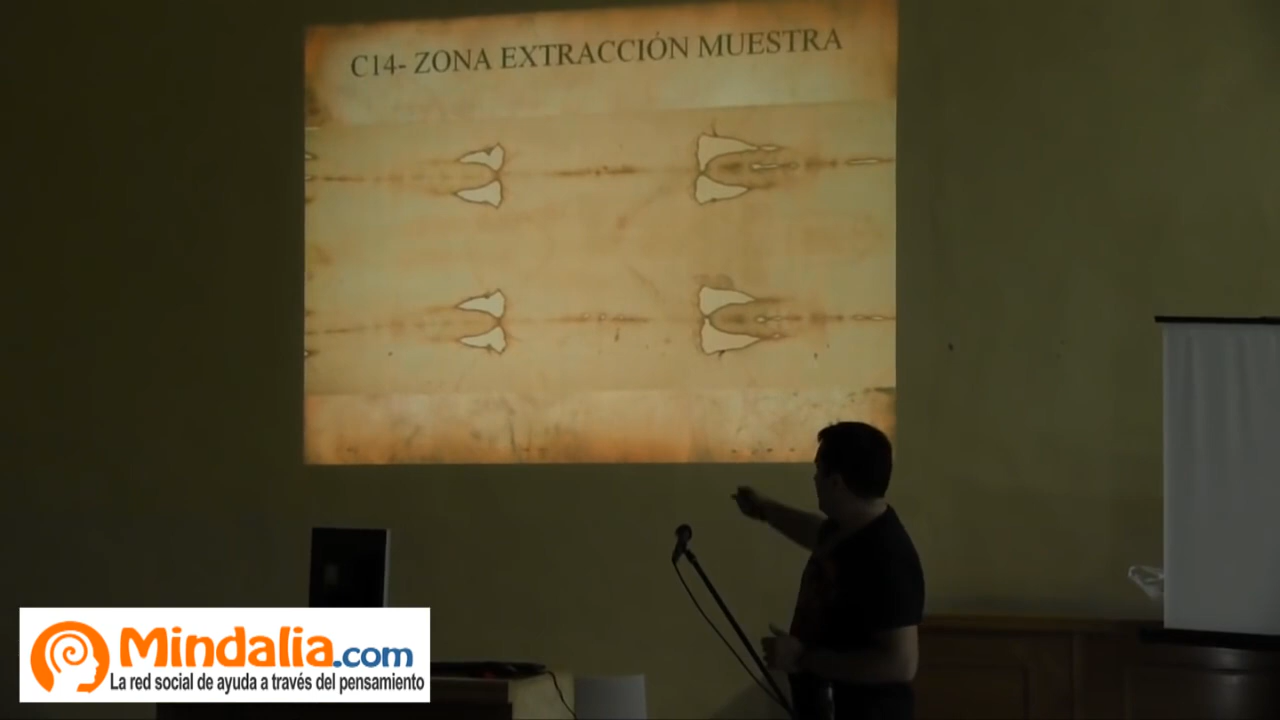 C14- ZONA EXTRACCIÓN MUESTRA
Mindalia.com
La red social de ayuda a través del pensamiento